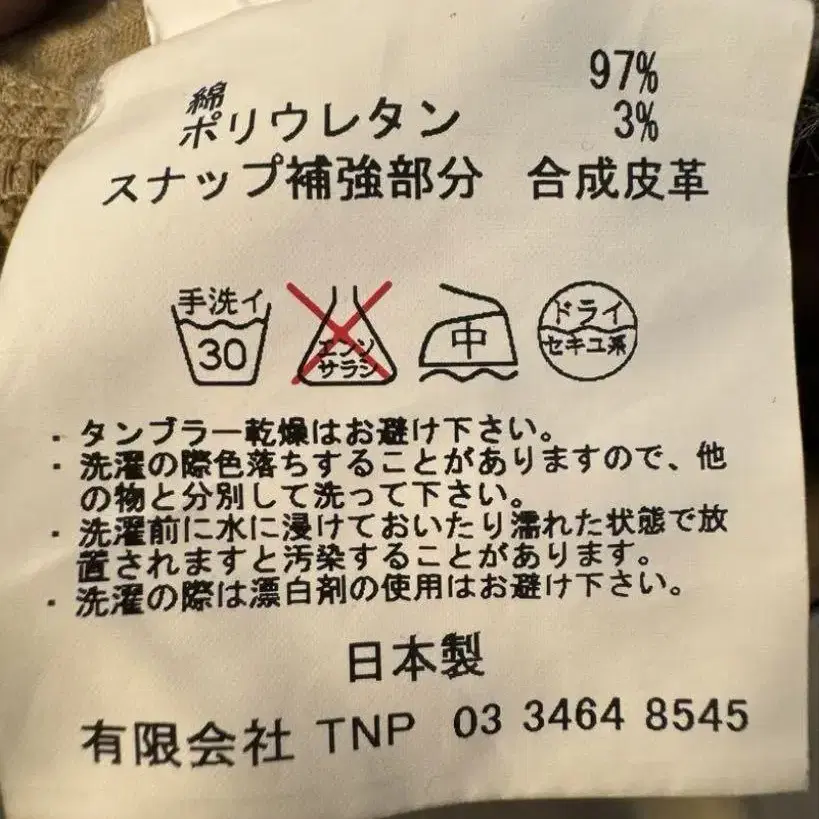 綿 97%
ポリウレタン 3%
スナップ補強部分 合成皮革
手洗イ
30
エンソ
サラシ
中
ドライ
セキユ系
・タンブラー乾燥はお避け下さい。
・洗濯の際色落ちすることがありますので、他
の物と分別して洗って下さい。
・洗濯前に水に浸けておいたり濡れた状態で放
置されますと汚染することがあります。
・洗濯の際は漂白剤の使用はお避け下さい。
日本製
有限会社 TNP 03 3464 8545